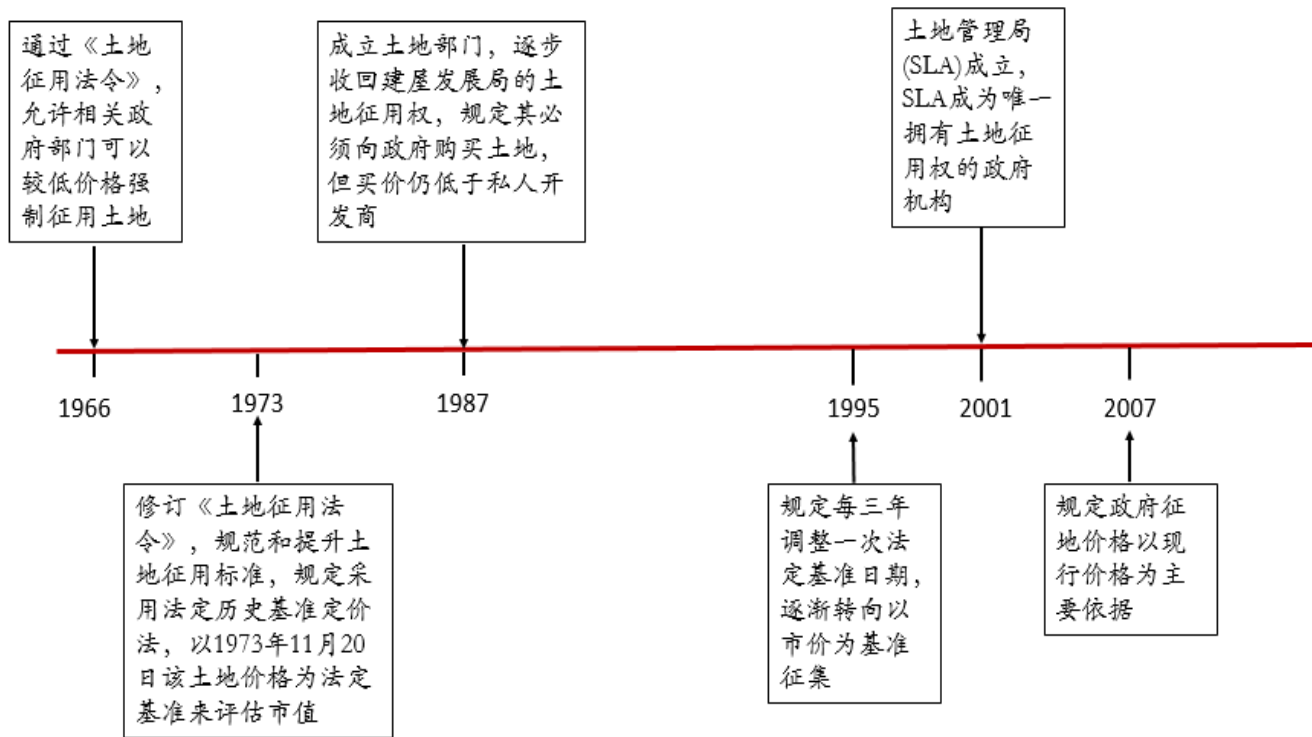 通过《土地
征用法令》，
允许相关政
府部门可以
较低价格强
制征用土地
成立土地部门，逐步
收回建屋发展局的土
地征用权，规定其必
须向政府购买土地，
但买价仍低于私人开
发商
土地管理局
(SLA)成立，
SLA成为唯一
拥有土地征
用权的政府
机构
1966
1973
1987
1995
2001
2007
修订《土地征用法
令》，规范和提升土
地征用标准，规定采
用法定历史基准定价
法，以1973年11月20
日该土地价格为法定
基准来评估市值
规定每三年
调整一次法
定基准日期，
逐渐转向以
市价为基准
征集
规定政府征
地价格以现
行价格为主
要依据